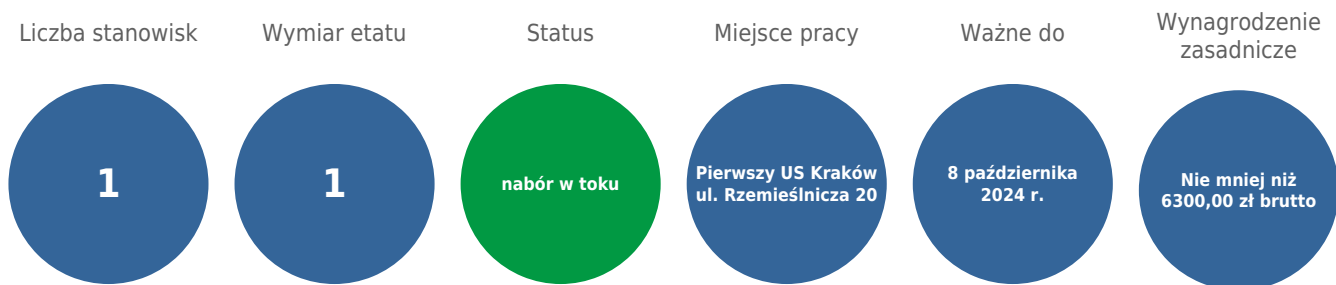 Liczba stanowisk
1
Wymiar etatu
1
Status
nabór w toku
Miejsce pracy
Pierwszy US Kraków
ul. Rzemieślnicza 20
Ważne do
8 października
2024 r.
Wynagrodzenie
zasadnicze
Nie mniej niż
6300,00 zł brutto